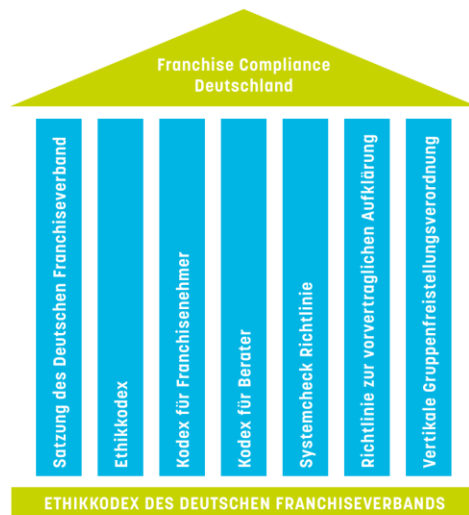 Franchise Compliance
Deutschland
Satzung des Deutschen Franchiseverband
Ethikkodex
Kodex für Franchisenehmer
Kodex für Berater
Systemcheck Richtlinie
Richtlinie zur vorvertraglichen Aufklärung
Vertikale Gruppenfreistellungsverordnung
ETHIKKODEX DES DEUTSCHEN FRANCHISEVERBANDS